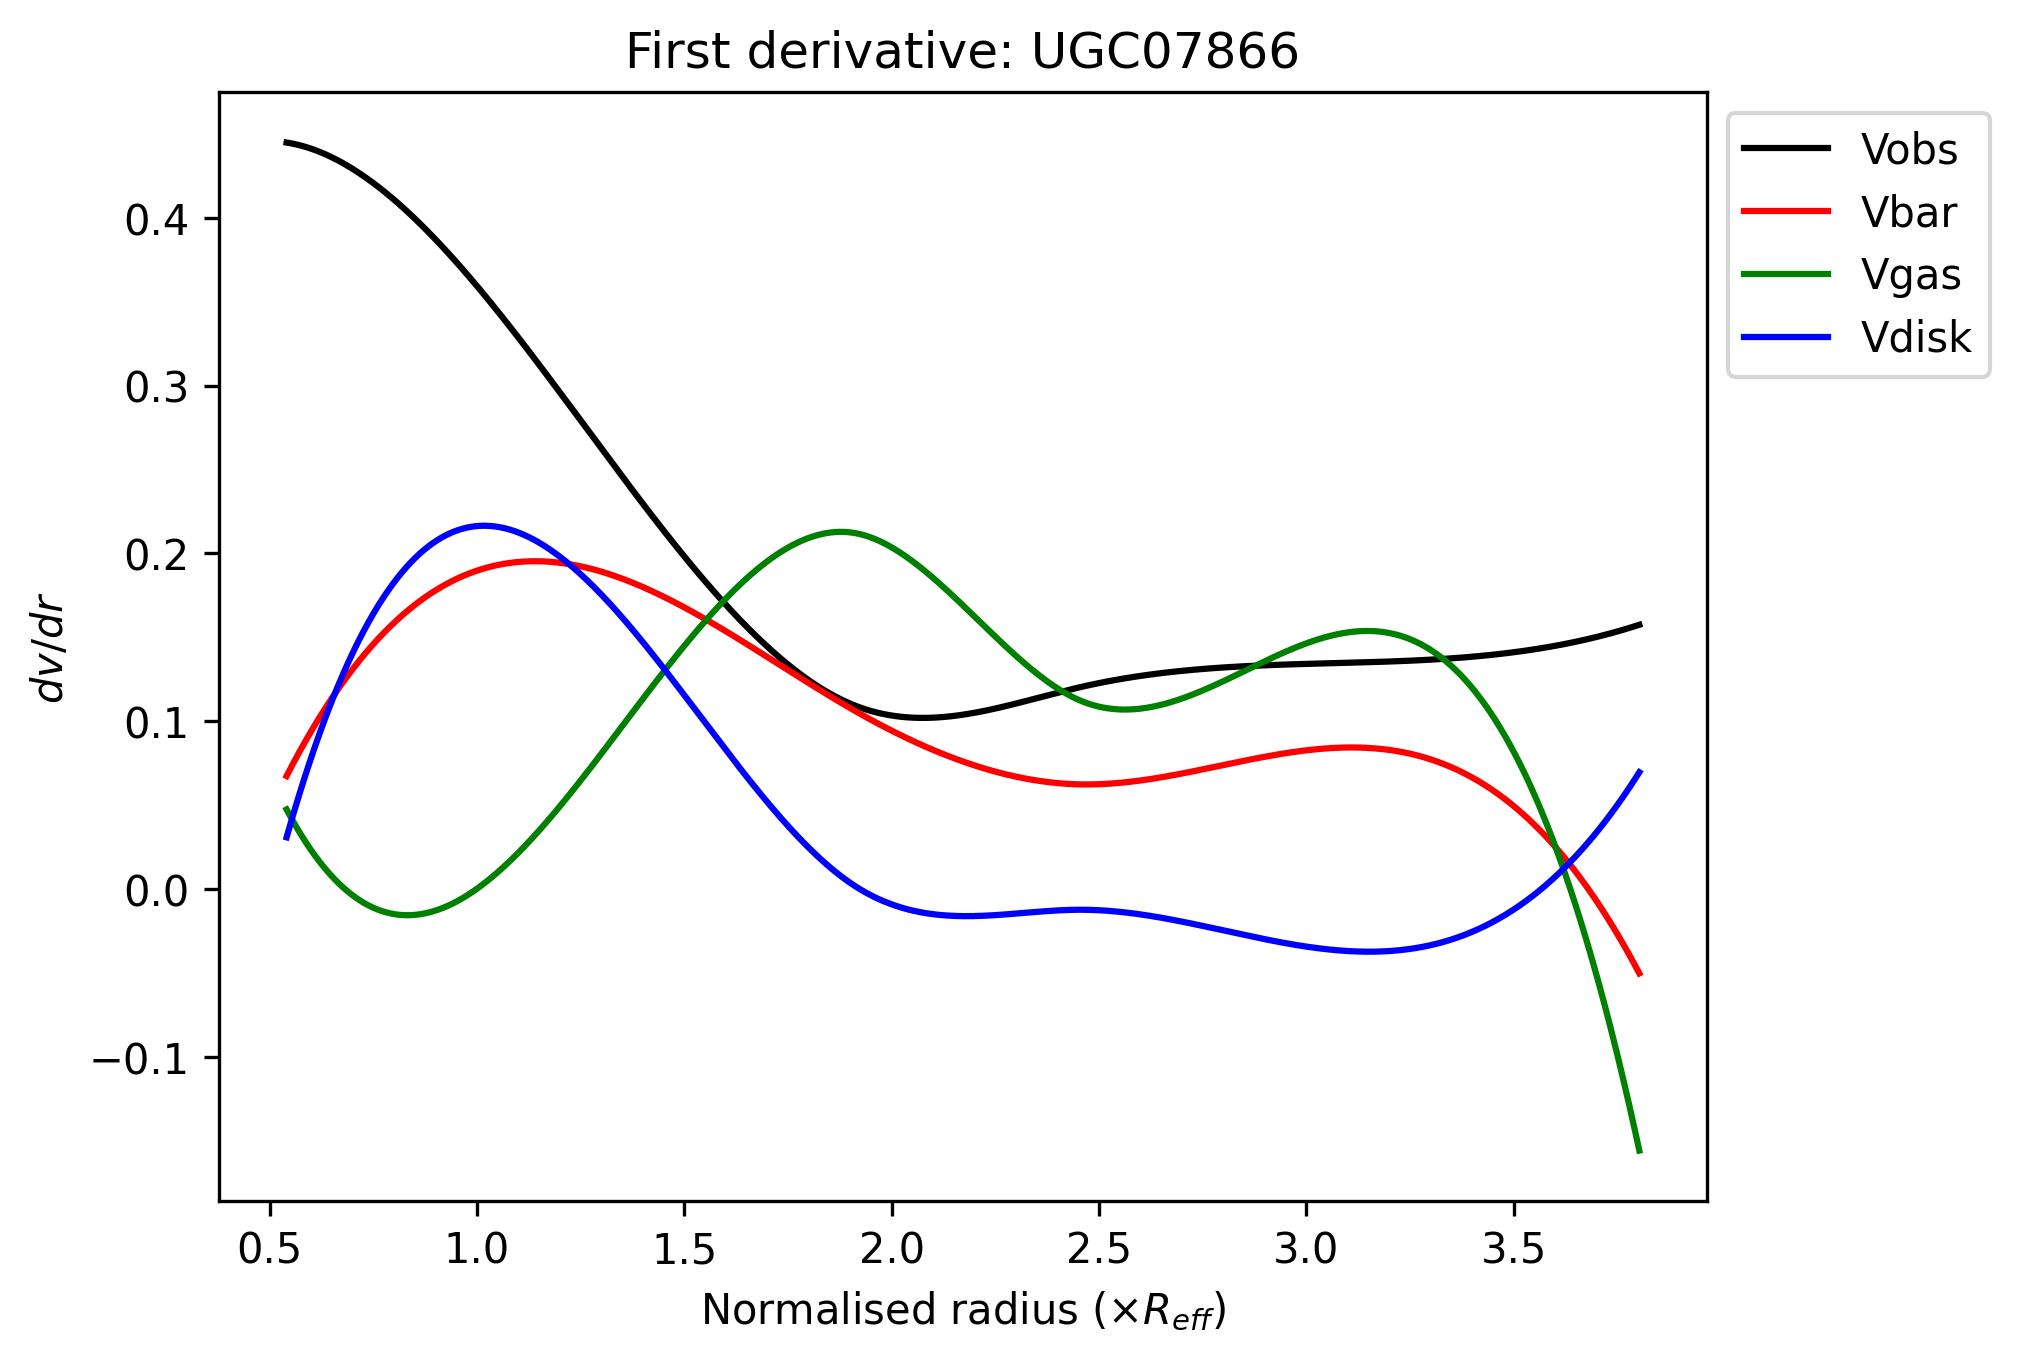 First derivative: UGC07866
Vobs
Vbar
Vgas
Vdisk
dv/dr
0.4
0.3
0.2
0.1
0.0
−0.1
0.5 1.0 1.5 2.0 2.5 3.0 3.5
Normalised radius (×R_eff)